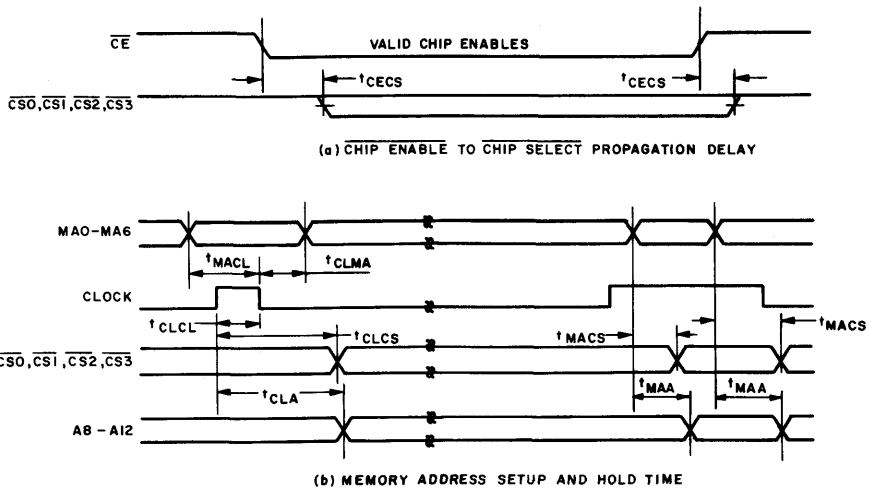 CE
VALID CHIP ENABLES
tCECS
tCECS
CS0,CS1,CS2,CS3
(a) CHIP ENABLE TO CHIP SELECT PROPAGATION DELAY
MA0-MA6
tMACL
tCLMA
CLOCK
tCLCL
tCLCS
tMACS
tMACS
CS0,CS1,CS2,CS3
tCLA
tMAA
tMAA
A8-A12
(b) MEMORY ADDRESS SETUP AND HOLD TIME